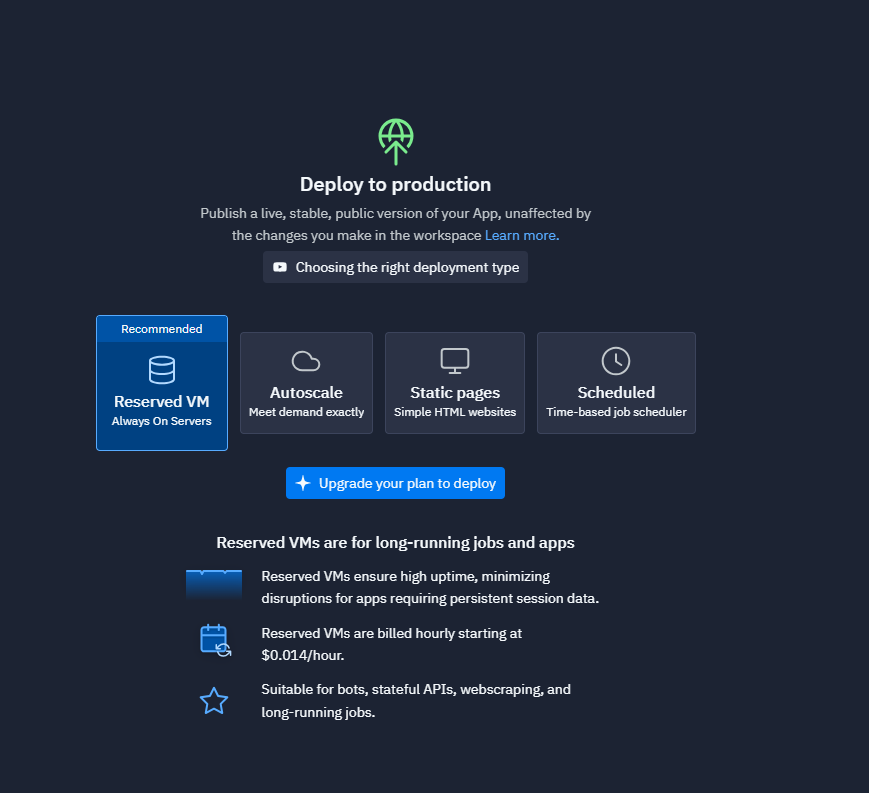 Deploy to production
Publish a live, stable, public version of your App, unaffected by
the changes you make in the workspace Learn more.
Choosing the right deployment type
Recommended
Reserved VM
Always On Servers
Autoscale
Meet demand exactly
Static pages
Simple HTML websites
Scheduled
Time-based job scheduler
Upgrade your plan to deploy
Reserved VMs are for long-running jobs and apps
Reserved VMs ensure high uptime, minimizing
disruptions for apps requiring persistent session data.
Reserved VMs are billed hourly starting at
$0.014/hour.
Suitable for bots, stateful APIs, webscraping, and
long-running jobs.